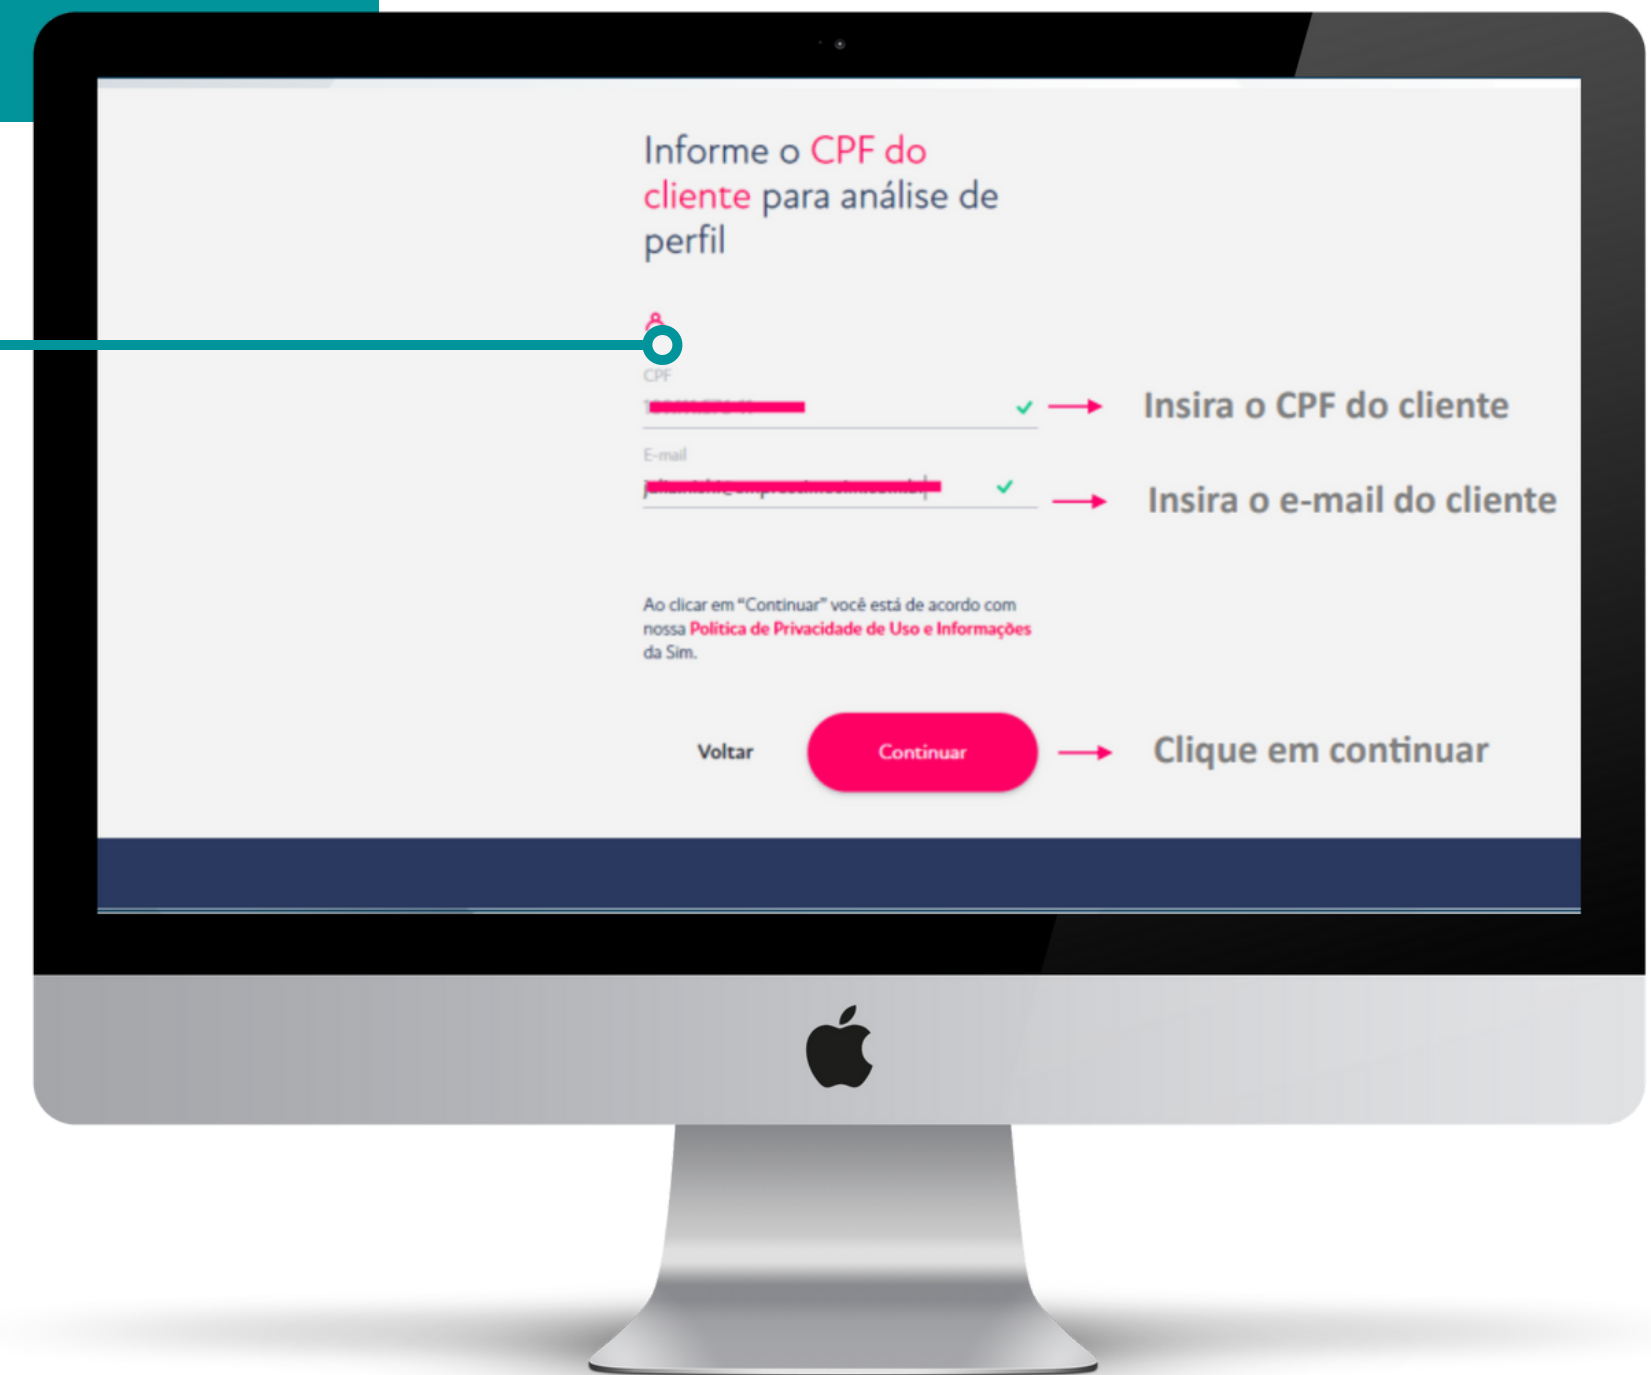 Informe o CPF do
cliente para análise de
perfil
CPF
Insira o CPF do cliente
E-mail
Insira o e-mail do cliente
Ao clicar em “Continuar” você está de acordo com
nossa Política de Privacidade de Uso e Informações
da Sim.
Voltar
Continuar
Clique em continuar